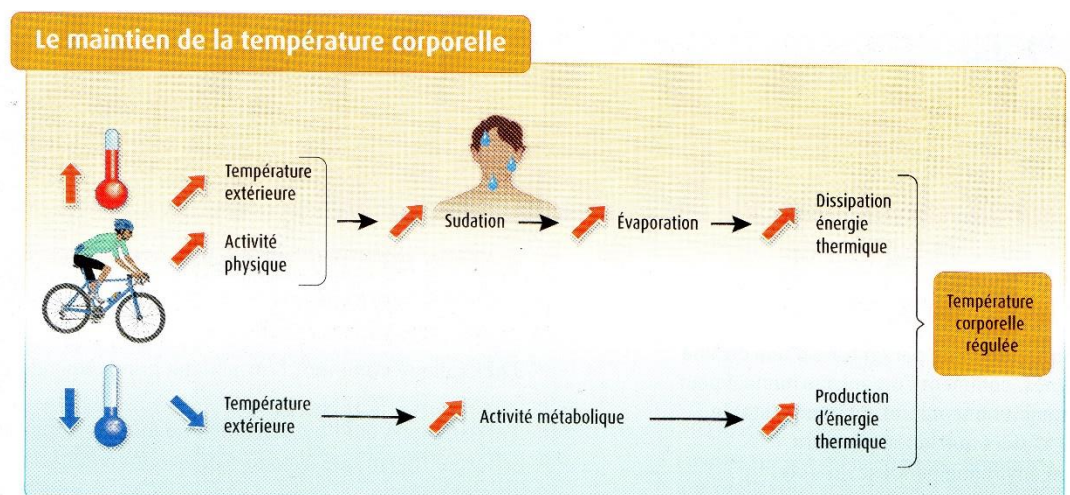 Le maintien de la température corporelle
Température
extérieure
Activité
physique
Sudation
Évaporation
Dissipation
énergie
thermique
Température
corporelle
régulée
Température
extérieure
Activité métabolique
Production
d'énergie
thermique